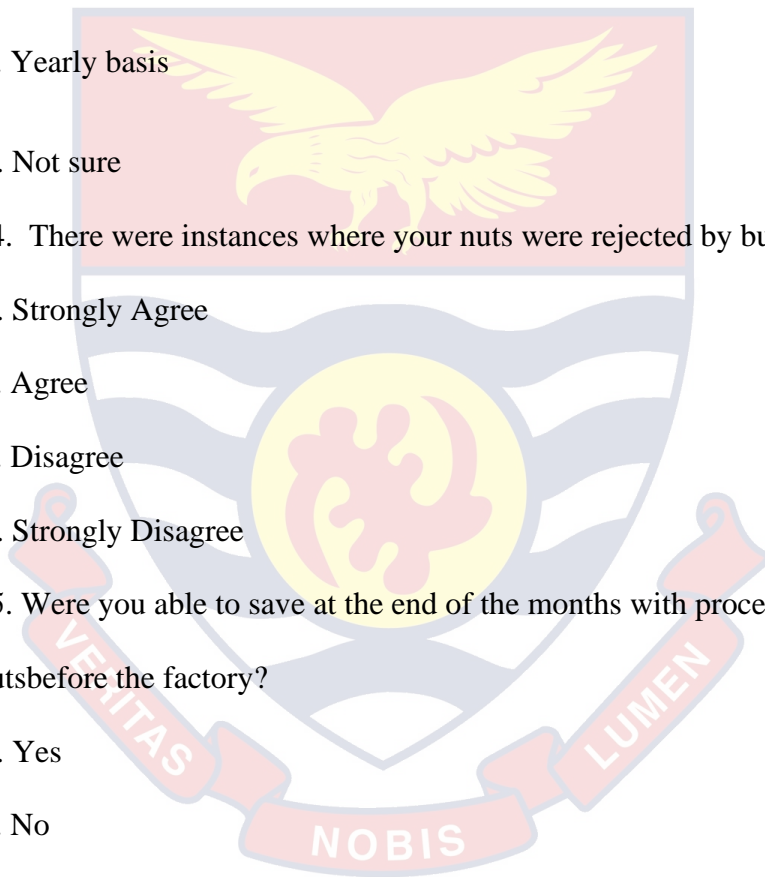 . Yearly basis
. Not sure
4. There were instances where your nuts were rejected by bu
. Strongly Agree
. Agree
. Disagree
. Strongly Disagree
5. Were you able to save at the end of the months with proce
utsbefore the factory?
. Yes
. No
VERITAS
NOBIS
LUMEN